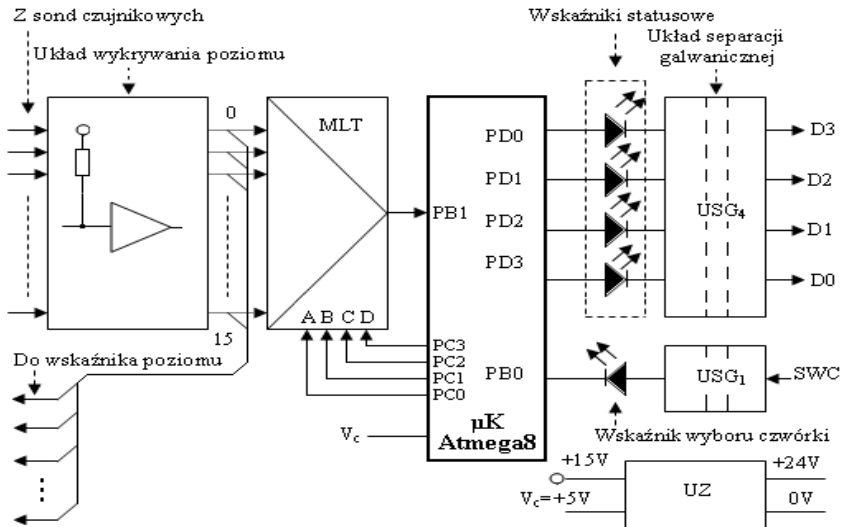 Z sond czujnikowych
Układ wykrywania poziomu
Wskaźniki statusowe
Układ separacji
galwanicznej
0
MLT
PD0
D3
PD1
D2
PB1
PD2
USG4
D1
PD3
D0
A B C D
15
Do wskaźnika poziomu
PC3
PC2
PC1
PC0
PB0
USG1
SWC
Vc
µK
Atmega8
Wskaźnik wyboru czwórki
+15V
+24V
Vc=+5V
UZ
0V